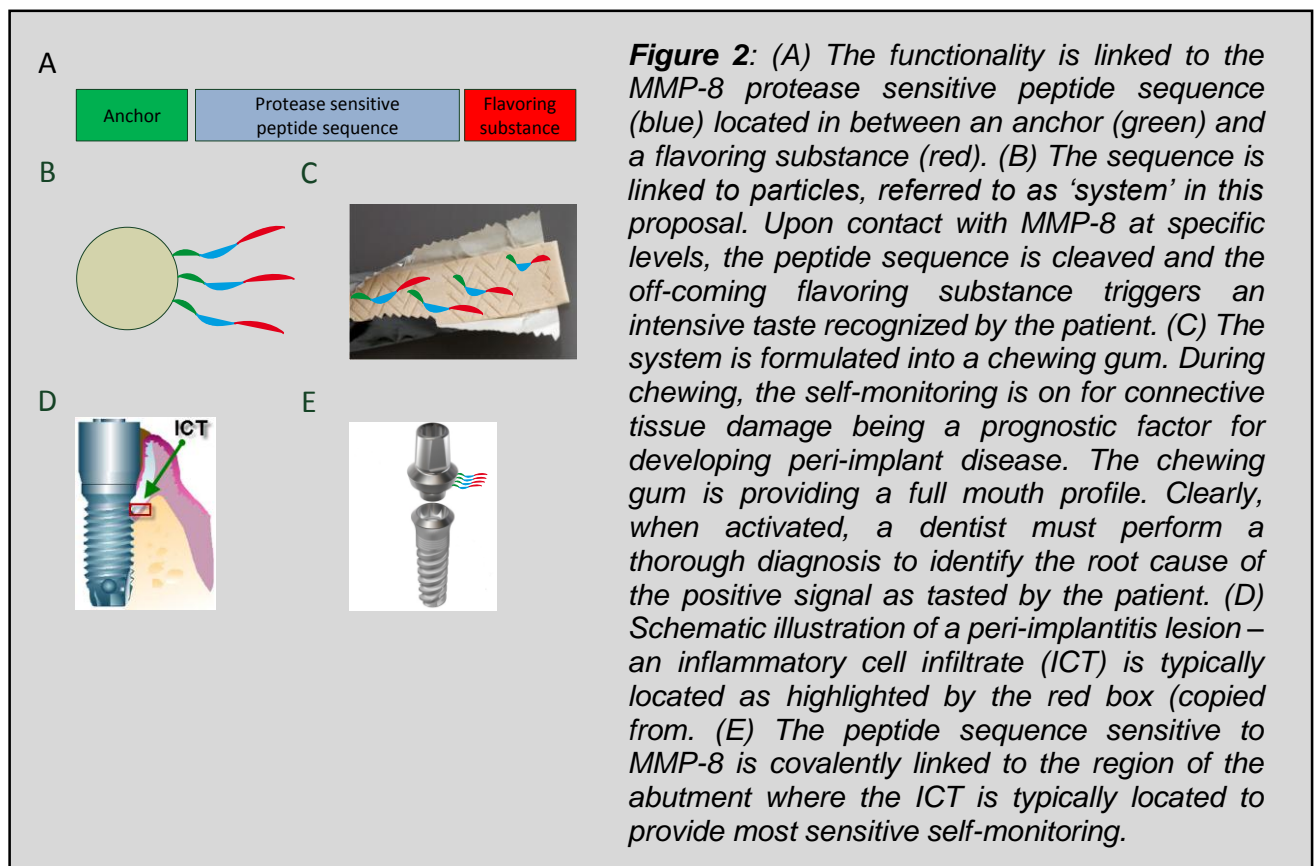 A
Anchor
Protease sensitive
peptide sequence
Flavoring
substance
B
C
D
ICT
E
Figure 2: (A) The functionality is linked to the
MMP-8 protease sensitive peptide sequence
(blue) located in between an anchor (green) and
a flavoring substance (red). (B) The sequence is
linked to particles, referred to as ‘system’ in this
proposal. Upon contact with MMP-8 at specific
levels, the peptide sequence is cleaved and the
off-coming flavoring substance triggers an
intensive taste recognized by the patient. (C) The
system is formulated into a chewing gum. During
chewing, the self-monitoring is on for connective
tissue damage being a prognostic factor for
developing peri-implant disease. The chewing
gum is providing a full mouth profile. Clearly,
when activated, a dentist must perform a
thorough diagnosis to identify the root cause of
the positive signal as tasted by the patient. (D)
Schematic illustration of a peri-implantitis lesion –
an inflammatory cell infiltrate (ICT) is typically
located as highlighted by the red box (copied
from. (E) The peptide sequence sensitive to
MMP-8 is covalently linked to the region of the
abutment where the ICT is typically located to
provide most sensitive self-monitoring.